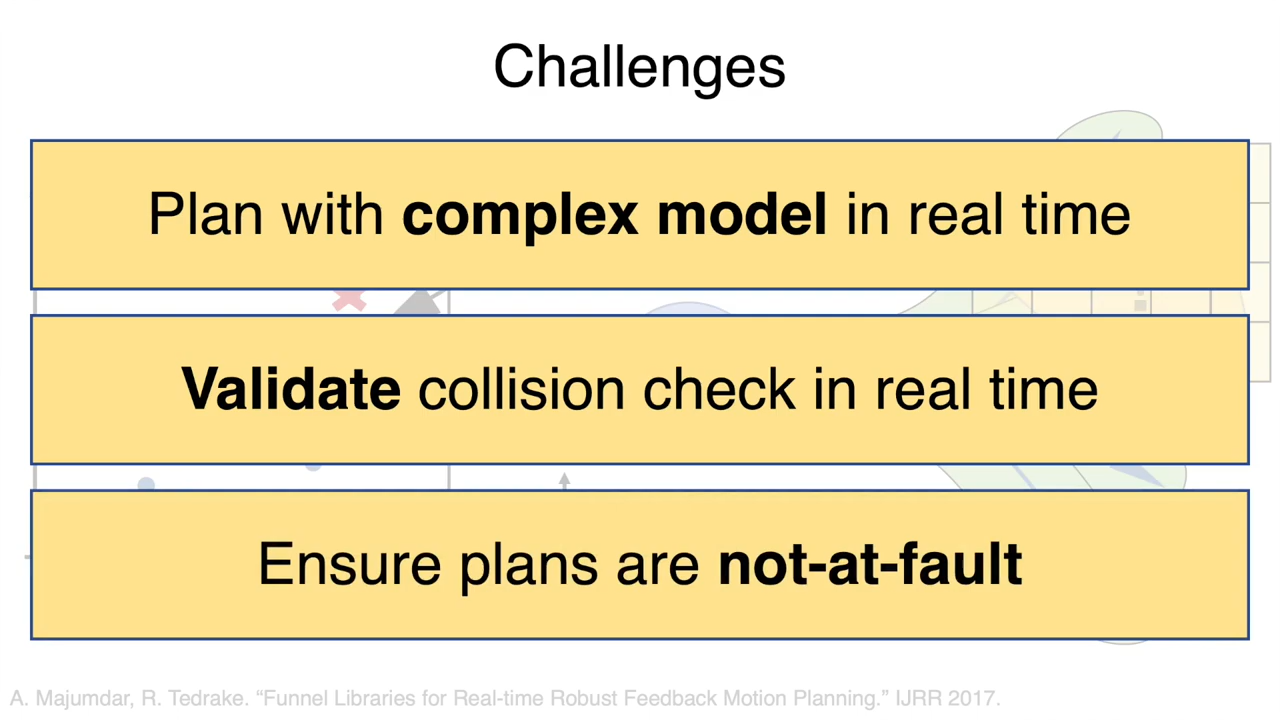 Challenges
Plan with complex model in real time
Validate collision check in real time
Ensure plans are not-at-fault
A. Majumdar, R. Tedrake. “Funnel Libraries for Real-time Robust Feedback Motion Planning.” IJRR 2017.